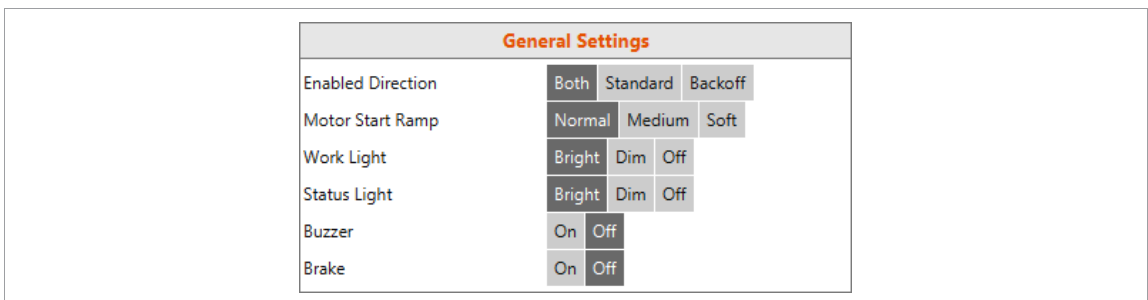 General Settings
Enabled Direction Both Standard Backoff
Motor Start Ramp Normal Medium Soft
Work Light Bright Dim Off
Status Light Bright Dim Off
Buzzer On Off
Brake On Off